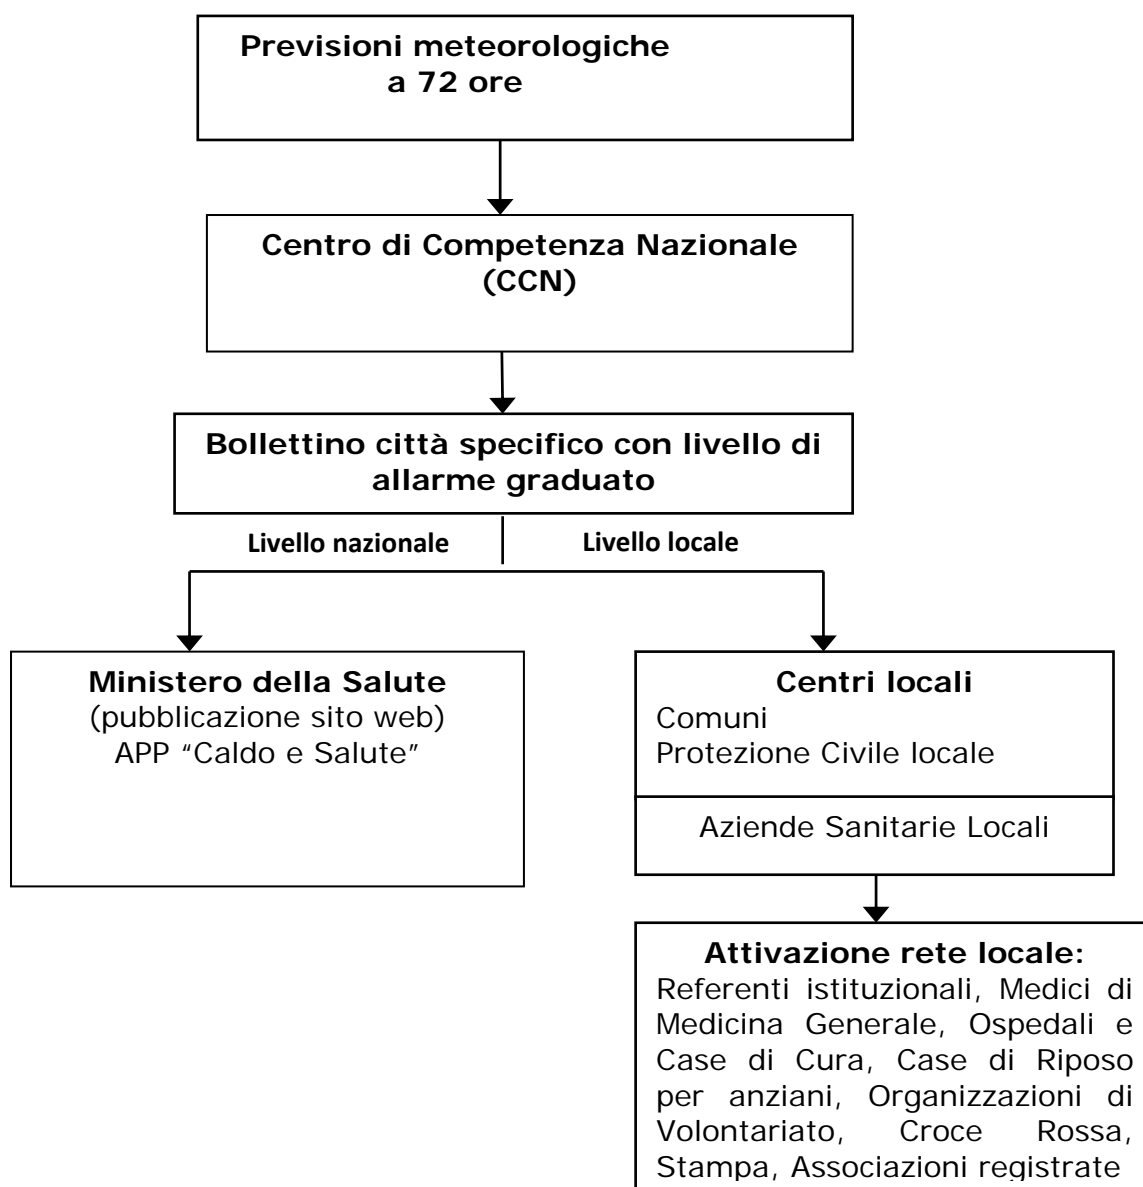 Previsioni meteorologiche
a 72 ore
Centro di Competenza Nazionale
(CCN)
Bollettino città specifico con livello di
allarme graduato
Livello nazionale
Livello locale
Ministero della Salute
(pubblicazione sito web)
APP “Caldo e Salute”
Centri locali
Comuni
Protezione Civile locale
Aziende Sanitarie Locali
Attivazione rete locale:
Referenti istituzionali, Medici di
Medicina Generale, Ospedali e
Case di Cura, Case di Riposo
per anziani, Organizzazioni di
Volontariato, Croce Rossa,
Stampa, Associazioni registrate